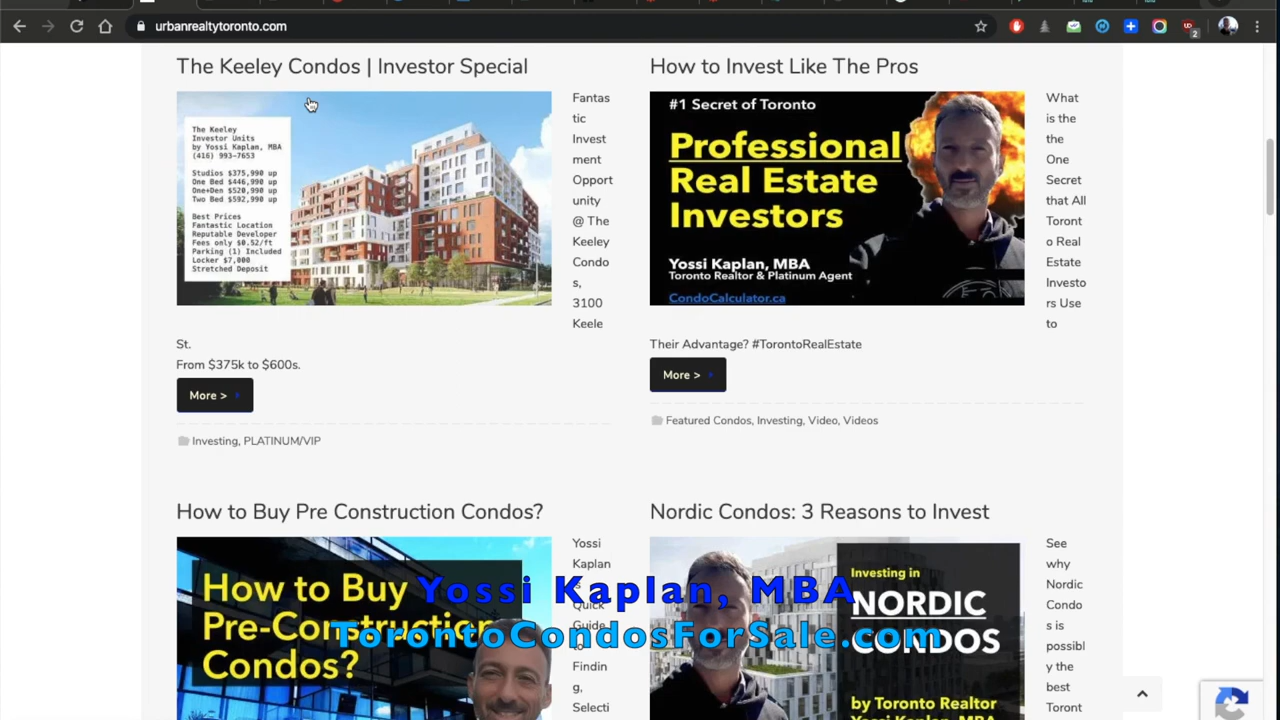 urbanrealtytoronto.com
2
The Keeley Condos | Investor Special
The Keeley
Investor Units
by Yossi Kaplan, MBA
(416) 993-7653
Studios $375,990 up
One Bed $446,990 up
One+Den $520,990 up
Two Bed $592,990 up
Best Prices
Fantastic Location
Reputable Developer
Fees only $0.52/ft
Parking (1) Included
Locker $7,000
Stretched Deposit
Fantas
tic
Invest
ment
Opport
unity
@ The
Keeley
Condo
s,
3100
Keele
St.
From $375k to $600s.
More >
Investing, PLATINUM/VIP
How to Invest Like The Pros
#1 Secret of Toronto
Professional
Real Estate
Investors
Yossi Kaplan, MBA
Toronto Realtor & Platinum Agent
CondoCalculator.ca
What
is the
the
One
Secret
that All
Toront
o Real
Estate
Investo
rs Use
to
Their Advantage? #TorontoRealEstate
More >
Featured Condos, Investing, Video, Videos
How to Buy Pre Construction Condos?
How to Buy
Pre-Construction
Condos?
Yossi
Kaplan
Quick
Guide
to
Findin
g,
Selecti
Nordic Condos: 3 Reasons to Invest
Investing in
NORDIC
CONDOS
by Toronto Realtor
Yossi Kaplan, MBA
See
why
Nordic
Condo
s is
possibl
y the
best
Toront
Yossi Kaplan, MBA
TorontoCondosForSale.com